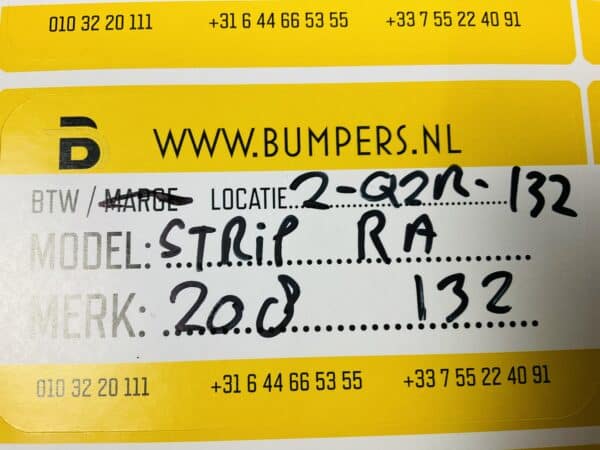 010 32 20 111 +31 6 44 66 53 55 +33 7 55 22 40 91
B WWW.BUMPERS.NL
BTW / MARGE LOCATIE 2-Q2R-132
MODEL: STRIP RA
MERK: 208 132
010 32 20 111 +31 6 44 66 53 55 +33 7 55 22 40 91